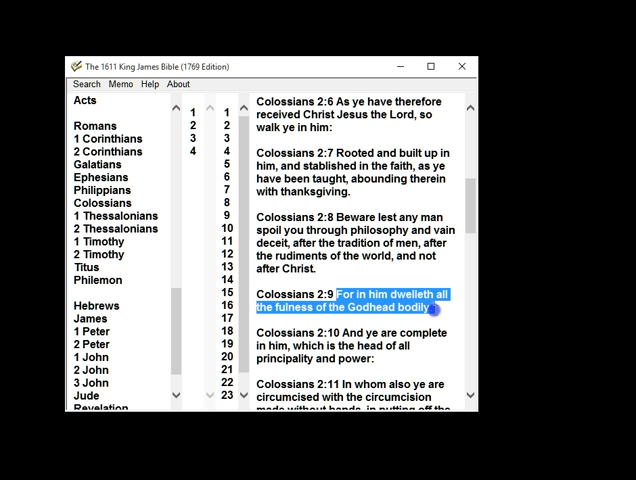 The 1611 King James Bible (1769 Edition)
Search Memo Help About
Acts
Romans
1 Corinthians
2 Corinthians
Galatians
Ephesians
Philippians
Colossians
1 Thessalonians
2 Thessalonians
1 Timothy
2 Timothy
Titus
Philemon
Hebrews
James
1 Peter
2 Peter
1 John
2 John
3 John
Jude
Revelation
1
2
3
4
1
2
3
4
5
6
7
8
9
10
11
12
13
14
15
16
17
18
19
20
21
22
23
Colossians 2:6 As ye have therefore
received Christ Jesus the Lord, so
walk ye in him:
Colossians 2:7 Rooted and built up in
him, and stablished in the faith, as ye
have been taught, abounding therein
with thanksgiving.
Colossians 2:8 Beware lest any man
spoil you through philosophy and vain
deceit, after the tradition of men, after
the rudiments of the world, and not
after Christ.
Colossians 2:9 For in him dwelleth all
the fulness of the Godhead bodily
Colossians 2:10 And ye are complete
in him, which is the head of all
principality and power:
Colossians 2:11 In whom also ye are
circumcised with the circumcision
made without hands, in putting off the